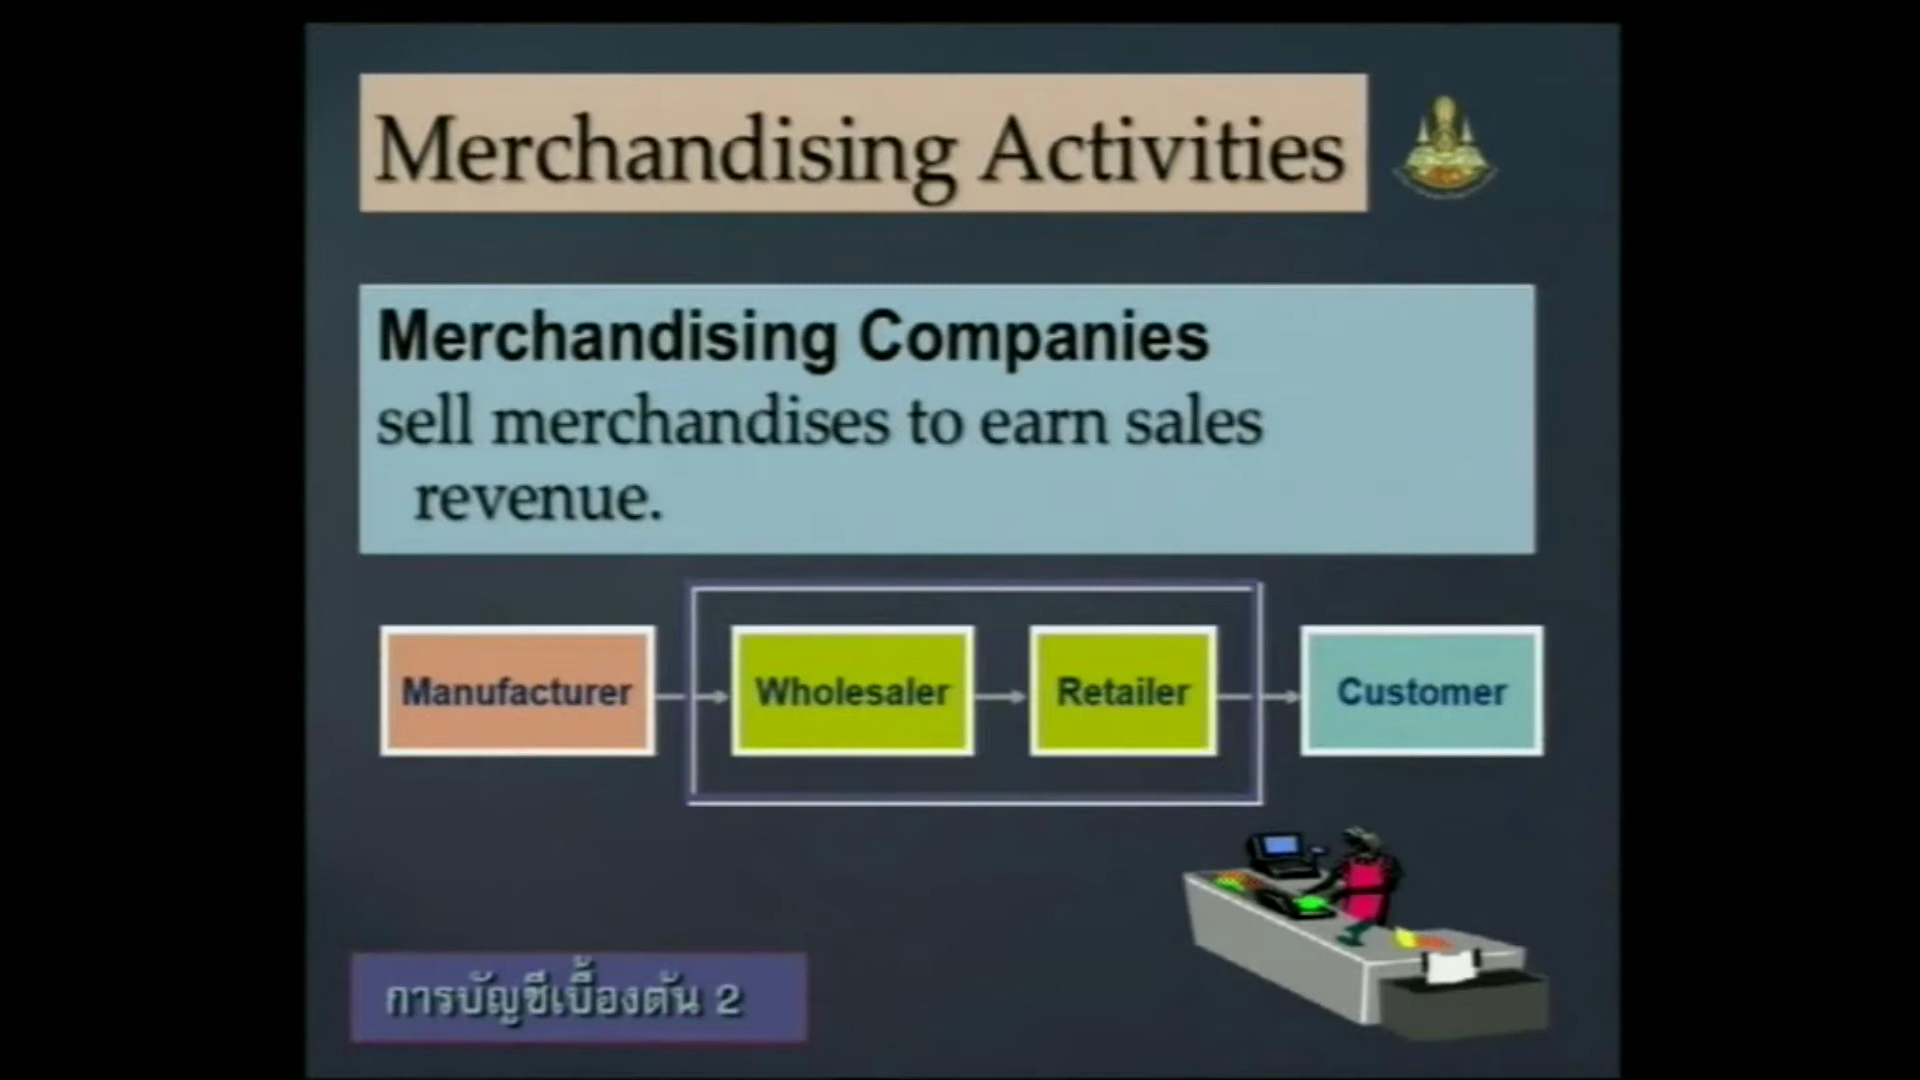 Merchandising Activities
Merchandising Companies
sell merchandises to earn sales
revenue.
Manufacturer
Wholesaler
Retailer
Customer
การบัญชีเบื้องต้น 2